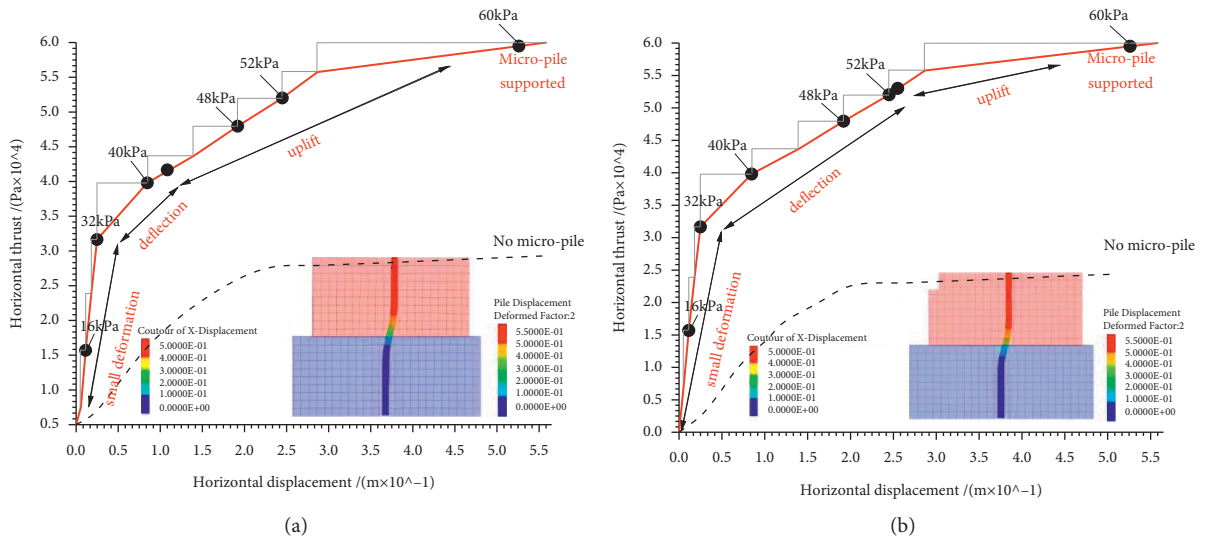 60kPa
6.0
5.5
5.0
4.5
4.0
3.5
3.0
2.5
2.0
1.5
1.0
0.5
Horizontal thrust /(Pa×10^4)
52kPa
48kPa
40kPa
32kPa
16kPa
Micro-pile
supported
uplift
deflection
small deformation
No micro-pile
Contour of X-Displacement
5.0000E-01
4.0000E-01
3.0000E-01
2.0000E-01
1.0000E-01
0.0000E+00
Pile Displacement
Deformed Factor:2
5.5000E-01
5.0000E-01
4.0000E-01
3.0000E-01
2.0000E-01
1.0000E-01
0.0000E+00
0.0 0.5 1.0 1.5 2.0 2.5 3.0 3.5 4.0 4.5 5.0 5.5
Horizontal displacement /(m×10^−1)
(a)
60kPa
6.0
5.5
5.0
4.5
4.0
3.5
3.0
2.5
2.0
1.5
1.0
0.5
0.0
Horizontal thrust /(Pa×10^4)
52kPa
48kPa
40kPa
32kPa
16kPa
Micro-pile
supported
uplift
deflection
small deformation
No micro-pile
Contour of X-Displacement
5.0000E-01
4.0000E-01
3.0000E-01
2.0000E-01
1.0000E-01
0.0000E+00
Pile Displacement
Deformed Factor:2
5.5000E-01
5.0000E-01
4.0000E-01
3.0000E-01
2.0000E-01
1.0000E-01
0.0000E+00
0.0 0.5 1.0 1.5 2.0 2.5 3.0 3.5 4.0 4.5 5.0 5.5
Horizontal displacement /(m×10^−1)
(b)